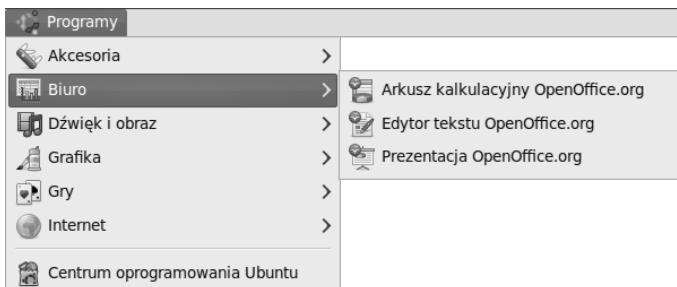 Programy
Akcesoria
Biuro
Dźwięk i obraz
Grafika
Gry
Internet
Centrum oprogramowania Ubuntu
Arkusz kalkulacyjny OpenOffice.org
Edytor tekstu OpenOffice.org
Prezentacja OpenOffice.org